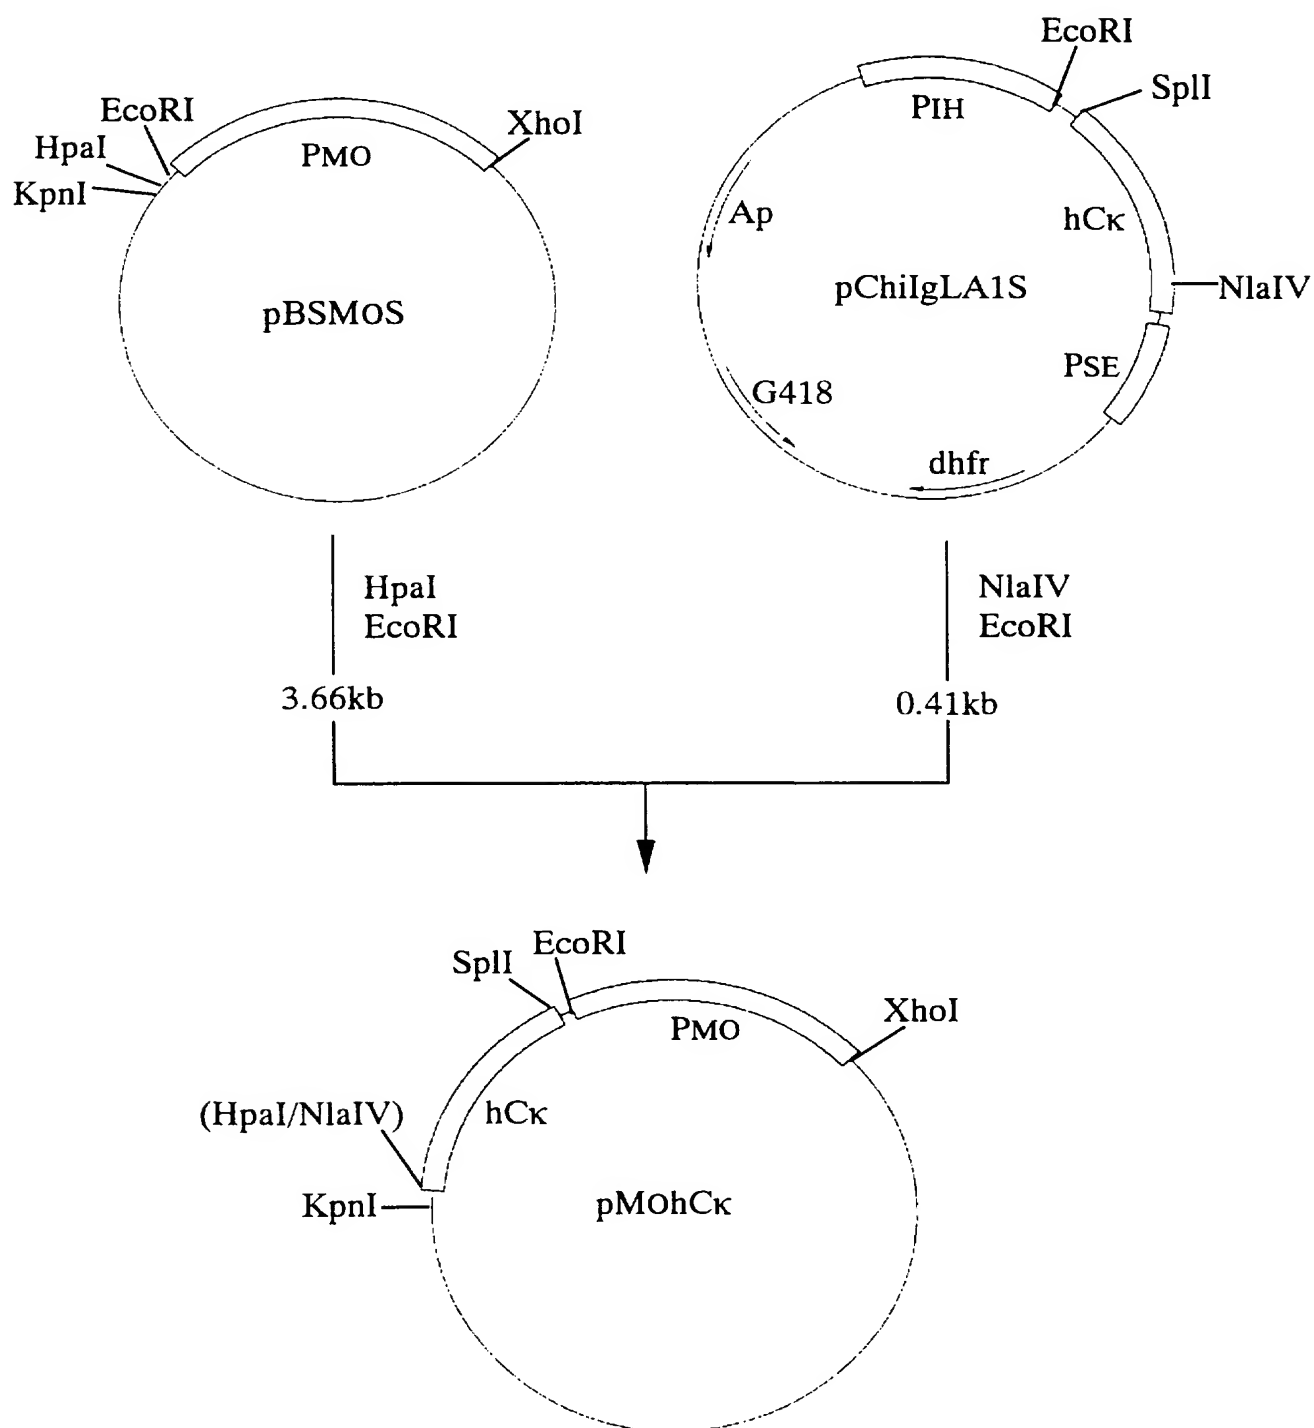 EcoRI
HpaI
KpnI
PMO
XhoI
pBSMOS
EcoRI
SplI
PIH
Ap
hCκ
pChiIgLA1S
NlaIV
PSE
G418
dhfr
HpaI
EcoRI
3.66kb
NlaIV
EcoRI
0.41kb
SplI
EcoRI
PMO
XhoI
(HpaI/NlaIV)
hCκ
KpnI
pMOhCκ